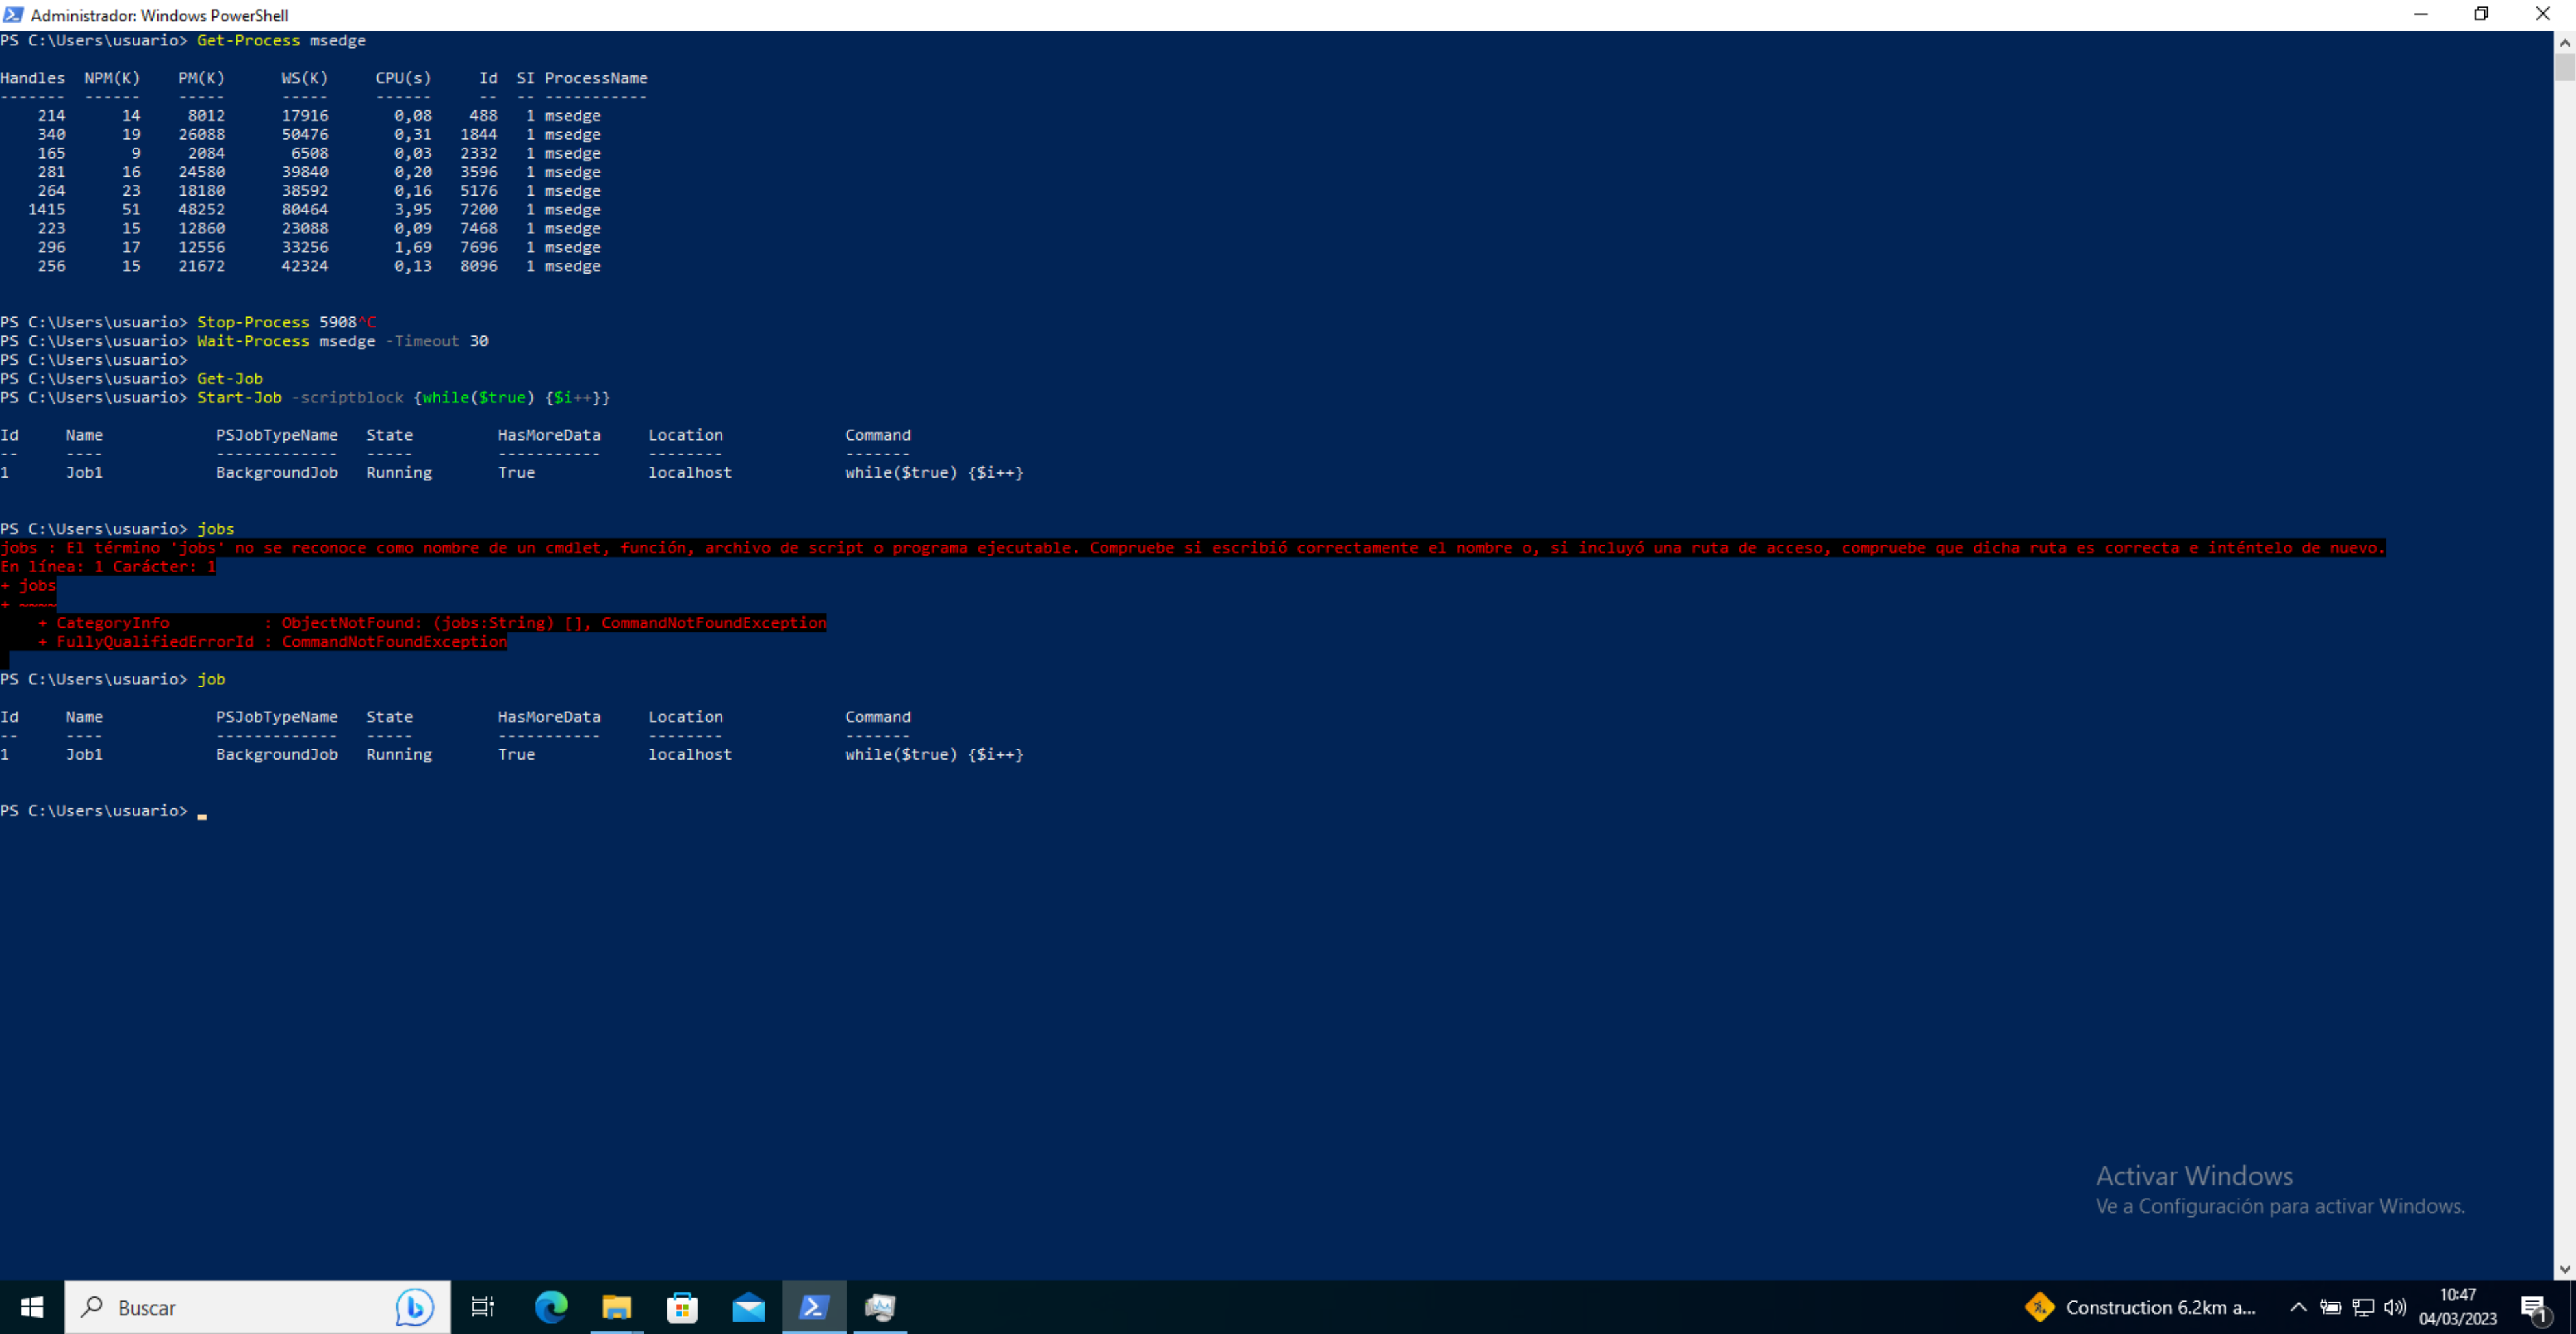 Administrador: Windows PowerShell
PS C:\Users\usuario> Get-Process msedge
Handles  NPM(K)    PM(K)      WS(K)     CPU(s)     Id  SI ProcessName
-------  ------    -----      -----     ------     --  -- -----------
    214      14     8012      17916       0,08    488   1 msedge
    340      19    26088      50476       0,31   1844   1 msedge
    165       9     2084       6508       0,03   2332   1 msedge
    281      16    24580      39840       0,20   3596   1 msedge
    264      23    18180      38592       0,16   5176   1 msedge
   1415      51    48252      80464       3,95   7200   1 msedge
    223      15    12860      23088       0,09   7468   1 msedge
    296      17    12556      33256       1,69   7696   1 msedge
    256      15    21672      42324       0,13   8096   1 msedge
PS C:\Users\usuario> Stop-Process 5908^C
PS C:\Users\usuario> Wait-Process msedge -Timeout 30
PS C:\Users\usuario>
PS C:\Users\usuario> Get-Job
PS C:\Users\usuario> Start-Job -scriptblock {while($true) {$i++}}
Id     Name            PSJobTypeName   State         HasMoreData     Location             Command
--     ----            -------------   -----         -----------     --------             -------
1      Job1            BackgroundJob   Running       True            localhost            while($true) {$i++}
PS C:\Users\usuario> jobs
jobs : El término 'jobs' no se reconoce como nombre de un cmdlet, función, archivo de script o programa ejecutable. Compruebe si escribió correctamente el nombre o, si incluyó una ruta de acceso, compruebe que dicha ruta es correcta e inténtelo de nuevo.
En línea: 1 Carácter: 1
+ jobs
+ ~~~~
    + CategoryInfo          : ObjectNotFound: (jobs:String) [], CommandNotFoundException
    + FullyQualifiedErrorId : CommandNotFoundException
PS C:\Users\usuario> job
Id     Name            PSJobTypeName   State         HasMoreData     Location             Command
--     ----            -------------   -----         -----------     --------             -------
1      Job1            BackgroundJob   Running       True            localhost            while($true) {$i++}
PS C:\Users\usuario>
Activar Windows
Ve a Configuración para activar Windows.
Buscar
Construction 6.2km a...
10:47
04/03/2023
1